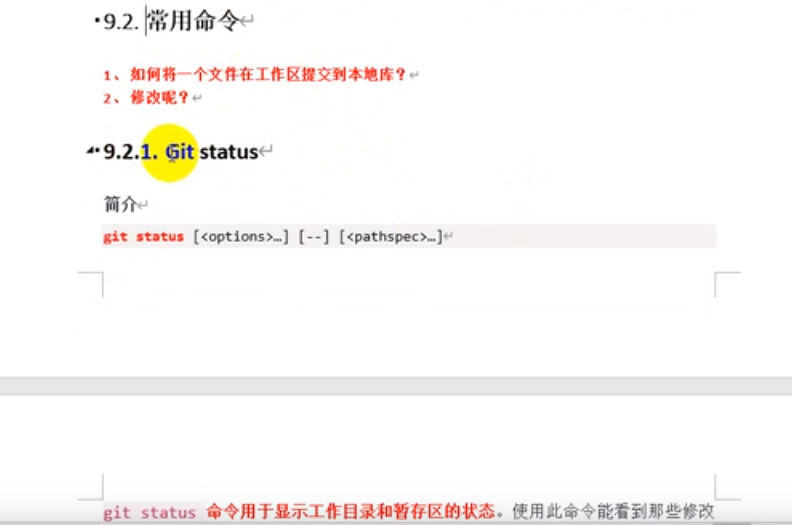 9.2. 常用命令
1、如何将一个文件在工作区提交到本地库？
2、修改呢？
9.2.1. Git status
简介
git status [<options>…] [--] [<pathspec>…]
git status 命令用于显示工作目录和暂存区的状态。使用此命令能看到那些修改